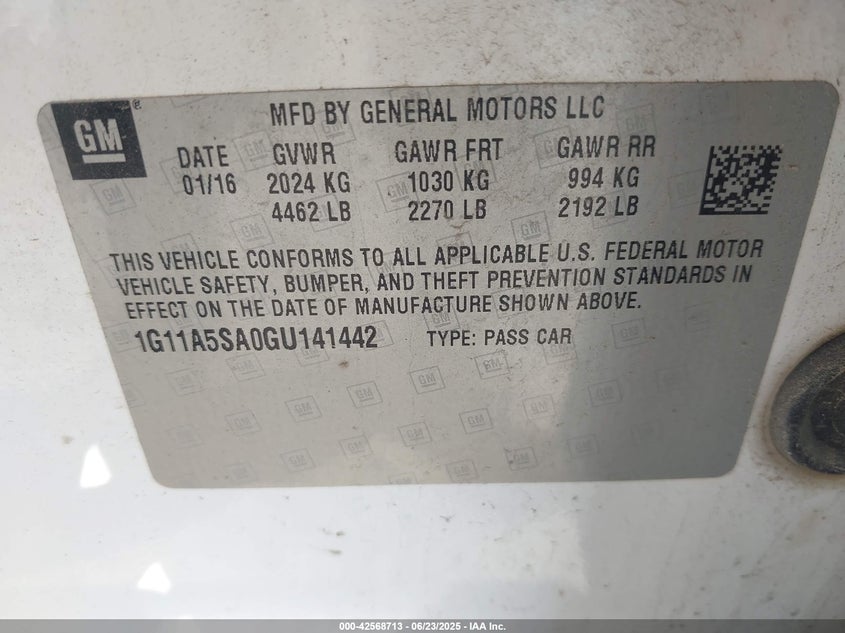 GM
®
MFD BY GENERAL MOTORS LLC
DATE GVWR GAWR FRT GAWR RR
01/16 2024 KG 1030 KG 994 KG
4462 LB 2270 LB 2192 LB
THIS VEHICLE CONFORMS TO ALL APPLICABLE U.S. FEDERAL MOTOR
VEHICLE SAFETY, BUMPER, AND THEFT PREVENTION STANDARDS IN
EFFECT ON THE DATE OF MANUFACTURE SHOWN ABOVE.
1G11A5SA0GU141442 TYPE: PASS CAR
000-42568713 - 06/23/2025 - IAA Inc.